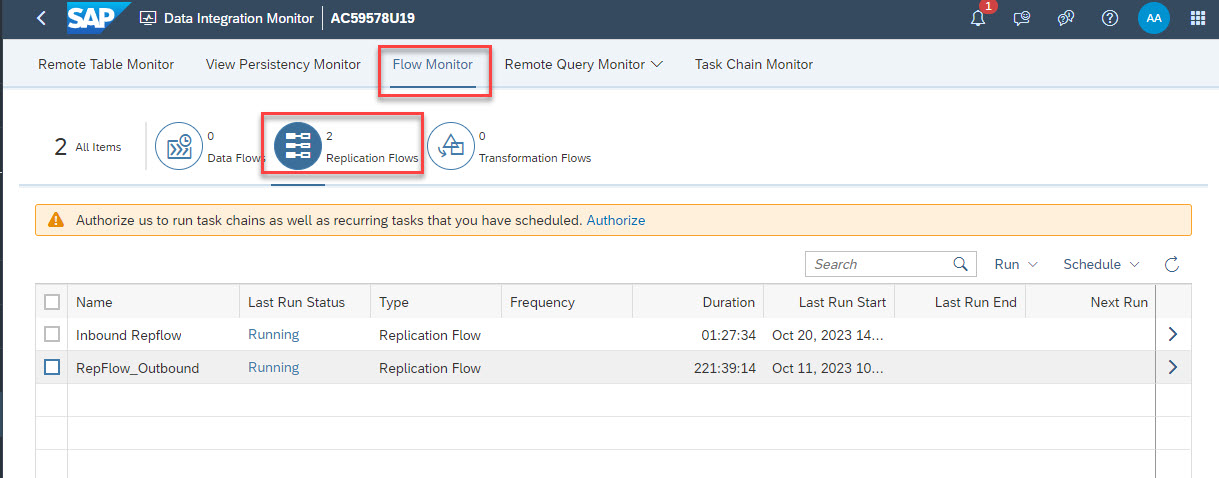 SAP Data Integration Monitor AC59578U19 1 AA
Remote Table Monitor View Persistency Monitor Flow Monitor Remote Query Monitor Task Chain Monitor
2 All Items
0
Data Flows
2
Replication Flows
0
Transformation Flows
Authorize us to run task chains as well as recurring tasks that you have scheduled. Authorize
Search Run Schedule
Name Last Run Status Type Frequency Duration Last Run Start Last Run End Next Run
Inbound Repflow Running Replication Flow 01:27:34 Oct 20, 2023 14...
RepFlow_Outbound Running Replication Flow 221:39:14 Oct 11, 2023 10...